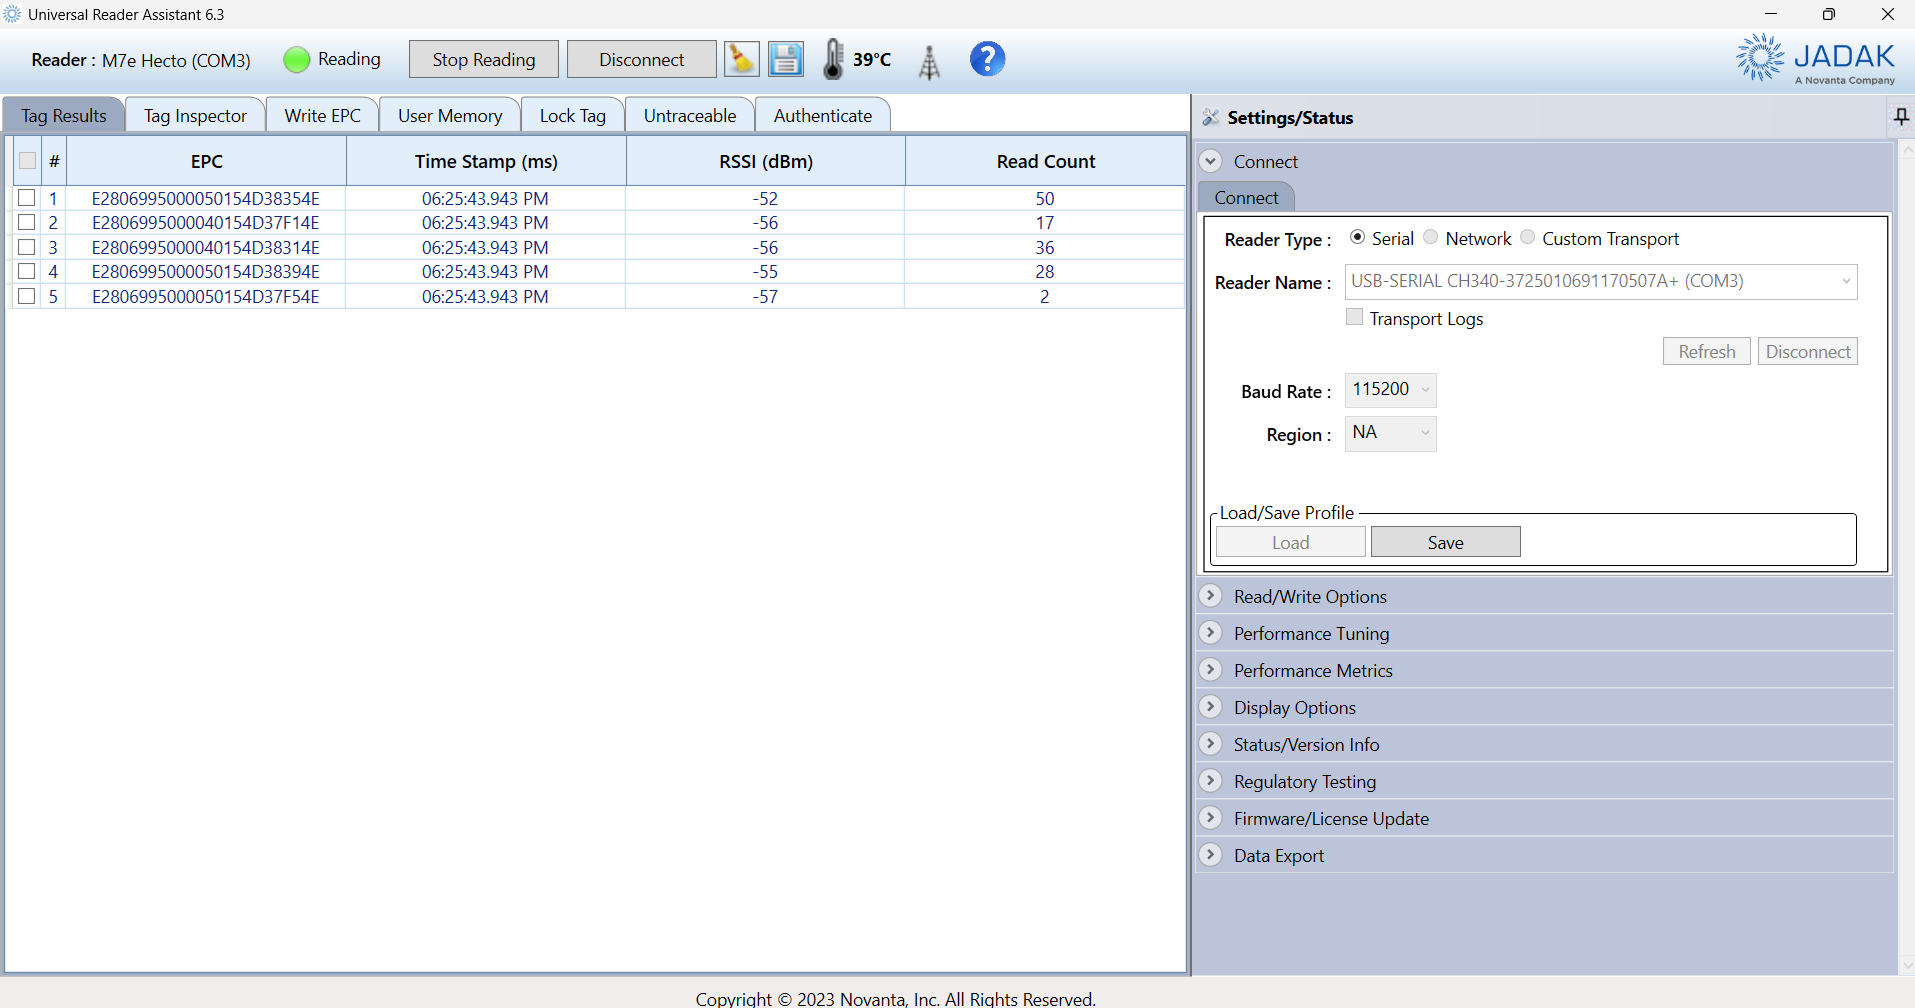 Universal Reader Assistant 6.3
Reader : M7e Hecto (COM3) Reading Stop Reading Disconnect 39°C ? JADAK
A Novanta Company
Tag Results Tag Inspector Write EPC User Memory Lock Tag Untraceable Authenticate
# EPC Time Stamp (ms) RSSI (dBm) Read Count
1 E2806995000050154D38354E 06:25:43.943 PM -52 50
2 E2806995000040154D37F14E 06:25:43.943 PM -56 17
3 E2806995000040154D38314E 06:25:43.943 PM -56 36
4 E2806995000050154D38394E 06:25:43.943 PM -55 28
5 E2806995000050154D37F54E 06:25:43.943 PM -57 2
Settings/Status
Connect
Connect
Reader Type : Serial Network Custom Transport
Reader Name : USB-SERIAL CH340-3725010691170507A+ (COM3)
Transport Logs
Refresh Disconnect
Baud Rate : 115200
Region : NA
Load/Save Profile
Load Save
Read/Write Options
Performance Tuning
Performance Metrics
Display Options
Status/Version Info
Regulatory Testing
Firmware/License Update
Data Export
Copyright © 2023 Novanta, Inc. All Rights Reserved.